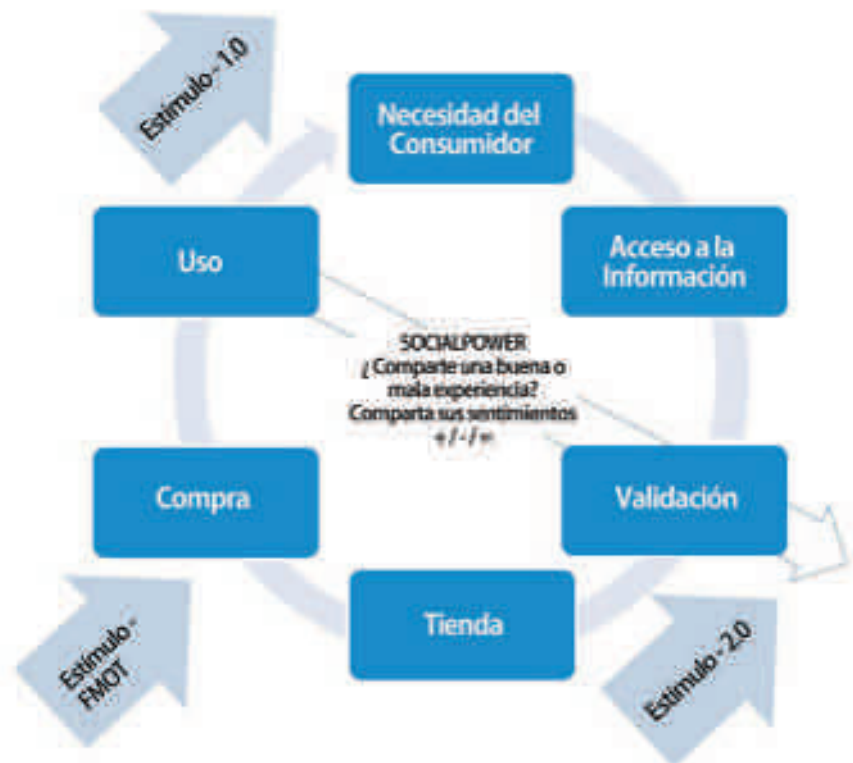 Estímulo - 1.0
Necesidad del
Consumidor
Uso
Acceso a la
Información
SOCIALPOWER
¿Comparte una buena o
mala experiencia?
Comparta sus sentimientos
+ / - / =
Compra
Validación
Estímulo -
FMOT
Tienda
Estímulo - 2.0